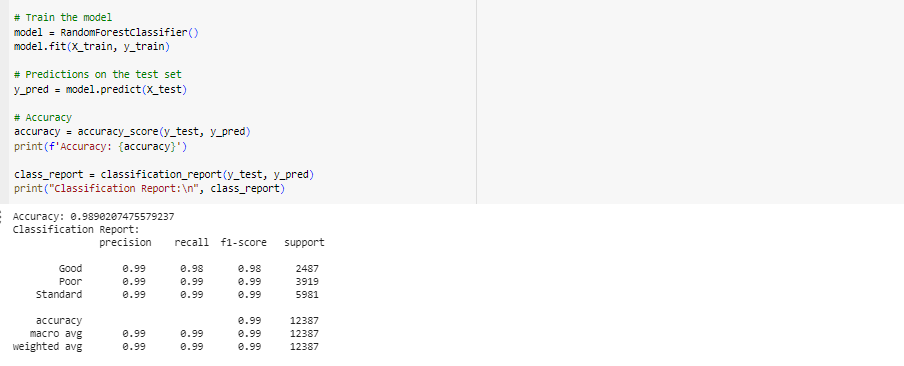 # Train the model
model = RandomForestClassifier()
model.fit(X_train, y_train)
# Predictions on the test set
y_pred = model.predict(X_test)
# Accuracy
accuracy = accuracy_score(y_test, y_pred)
print(f'Accuracy: {accuracy}')
class_report = classification_report(y_test, y_pred)
print("Classification Report:\n", class_report)
Accuracy: 0.9890207475579237
Classification Report:
precision recall f1-score support
Good 0.99 0.98 0.98 2487
Poor 0.99 0.99 0.99 3919
Standard 0.99 0.99 0.99 5981
accuracy 0.99 12387
macro avg 0.99 0.99 0.99 12387
weighted avg 0.99 0.99 0.99 12387